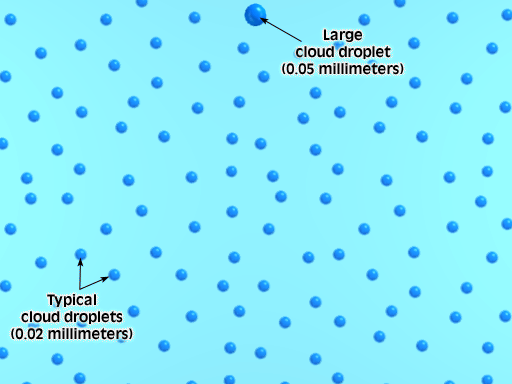 Large
cloud droplet
(0.05 millimeters)
Typical
cloud droplets
(0.02 millimeters)